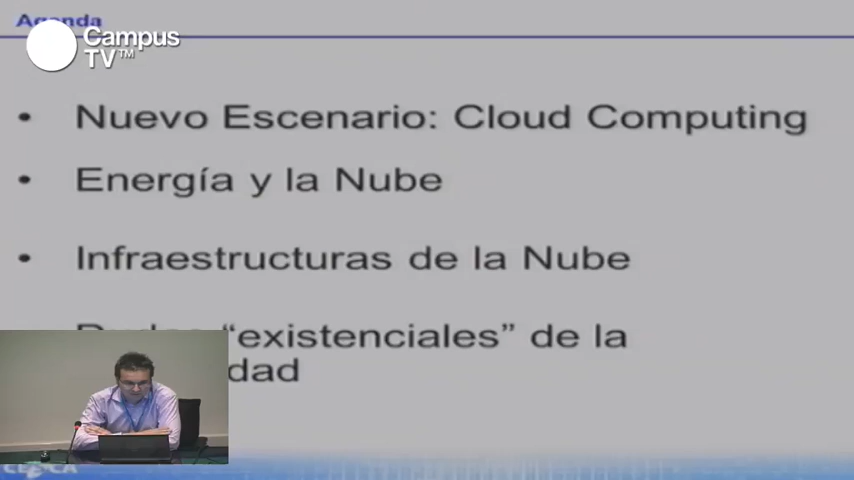 Agenda
Campus
TV™
• Nuevo Escenario: Cloud Computing
• Energía y la Nube
• Infraestructuras de la Nube
“existenciales” de la
dad